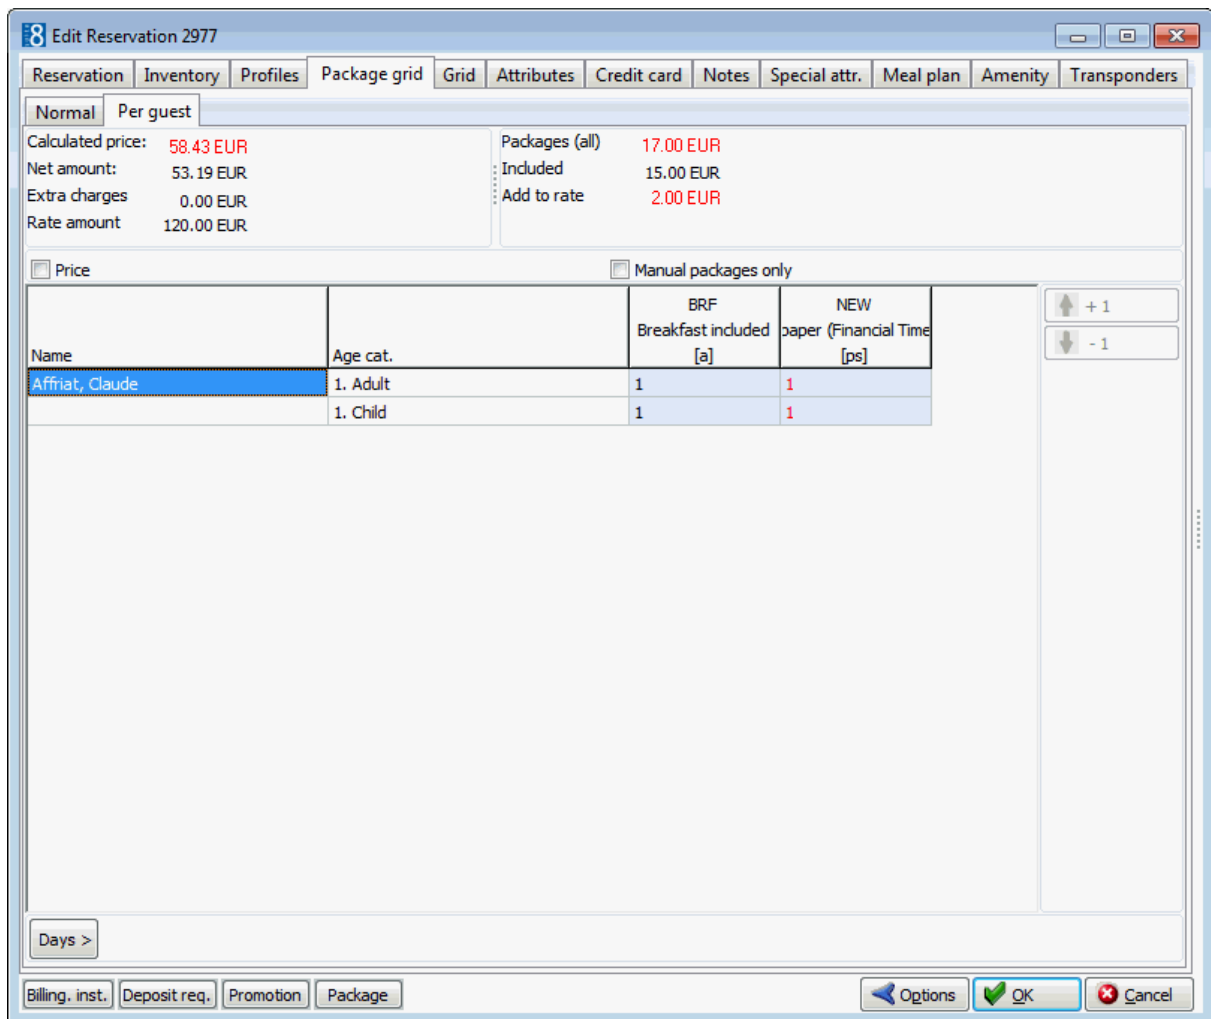 8 Edit Reservation 2977
Reservation Inventory Profiles Package grid Grid Attributes Credit card Notes Special attr. Meal plan Amenity Transponders
Normal Per guest
Calculated price: 58.43 EUR Packages (all) 17.00 EUR
Net amount: 53.19 EUR Included 15.00 EUR
Extra charges 0.00 EUR Add to rate 2.00 EUR
Rate amount 120.00 EUR
Price Manual packages only
BRF NEW + 1
Breakfast included paper (Financial Time
Name Age cat. [a] [ps] - 1
Affriat, Claude 1. Adult 1 1
1. Child 1 1
Days >
Billing. inst. Deposit req. Promotion Package Options OK Cancel